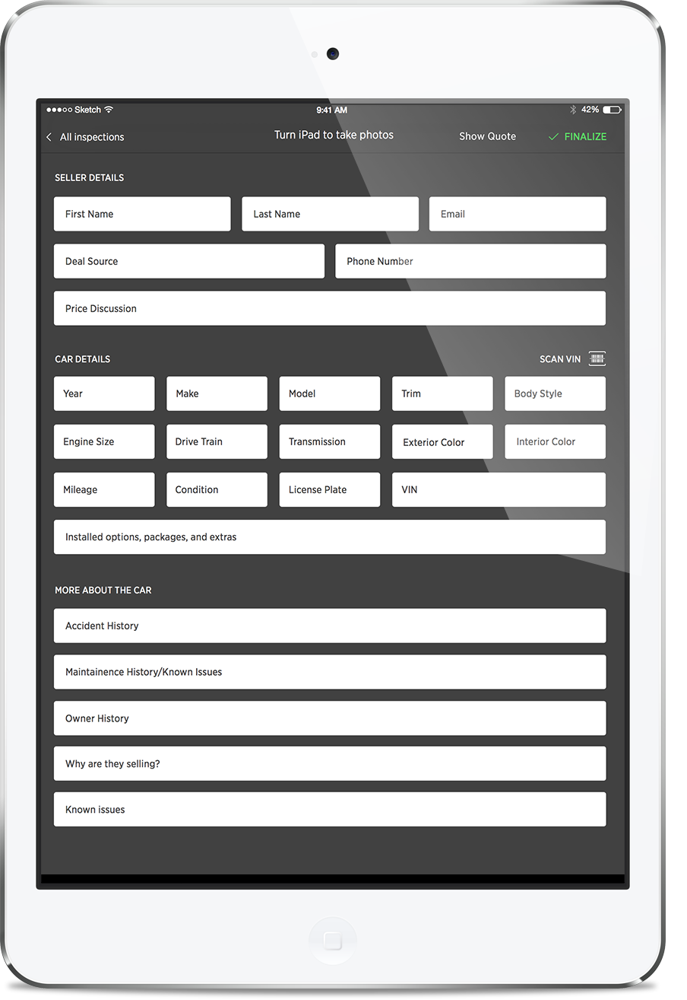 ●●●○○ Sketch
9:41 AM
42%
All inspections
Turn iPad to take photos
Show Quote
FINALIZE
SELLER DETAILS
First Name
Last Name
Email
Deal Source
Phone Number
Price Discussion
CAR DETAILS
SCAN VIN
Year
Make
Model
Trim
Body Style
Engine Size
Drive Train
Transmission
Exterior Color
Interior Color
Mileage
Condition
License Plate
VIN
Installed options, packages, and extras
MORE ABOUT THE CAR
Accident History
Maintainence History/Known Issues
Owner History
Why are they selling?
Known issues